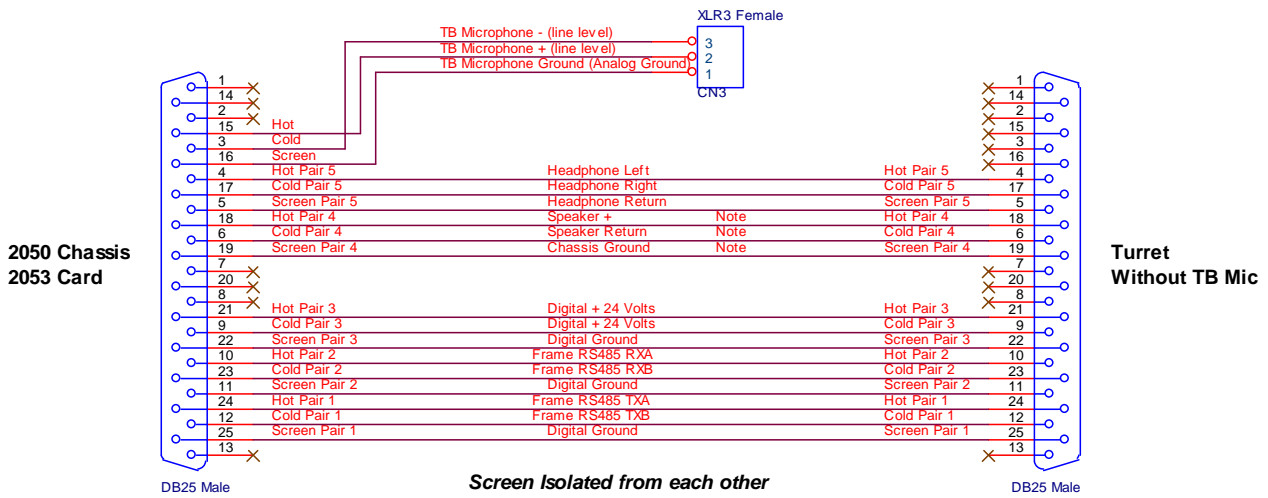 XLR3 Female
TB Microphone - (line level) 3
TB Microphone + (line level) 2
TB Microphone Ground (Analog Ground) 1
CN3
1 1
14 14
2 2
15 Hot 15
3 Cold 3
16 Screen 16
4 Hot Pair 5 Headphone Left Hot Pair 5 4
17 Cold Pair 5 Headphone Right Cold Pair 5 17
5 Screen Pair 5 Headphone Return Screen Pair 5 5
18 Hot Pair 4 Speaker + Note Hot Pair 4 18
6 Cold Pair 4 Speaker Return Note Cold Pair 4 6
19 Screen Pair 4 Chassis Ground Note Screen Pair 4 19
2050 Chassis
2053 Card
Turret
Without TB Mic
7 7
20 20
8 8
21 Hot Pair 3 Digital + 24 Volts Hot Pair 3 21
9 Cold Pair 3 Digital + 24 Volts Cold Pair 3 9
22 Screen Pair 3 Digital Ground Screen Pair 3 22
10 Hot Pair 2 Frame RS485 RXA Hot Pair 2 10
23 Cold Pair 2 Frame RS485 RXB Cold Pair 2 23
11 Screen Pair 2 Digital Ground Screen Pair 2 11
24 Hot Pair 1 Frame RS485 TXA Hot Pair 1 24
12 Cold Pair 1 Frame RS485 TXB Cold Pair 1 12
25 Screen Pair 1 Digital Ground Screen Pair 1 25
13 13
DB25 Male Screen Isolated from each other DB25 Male